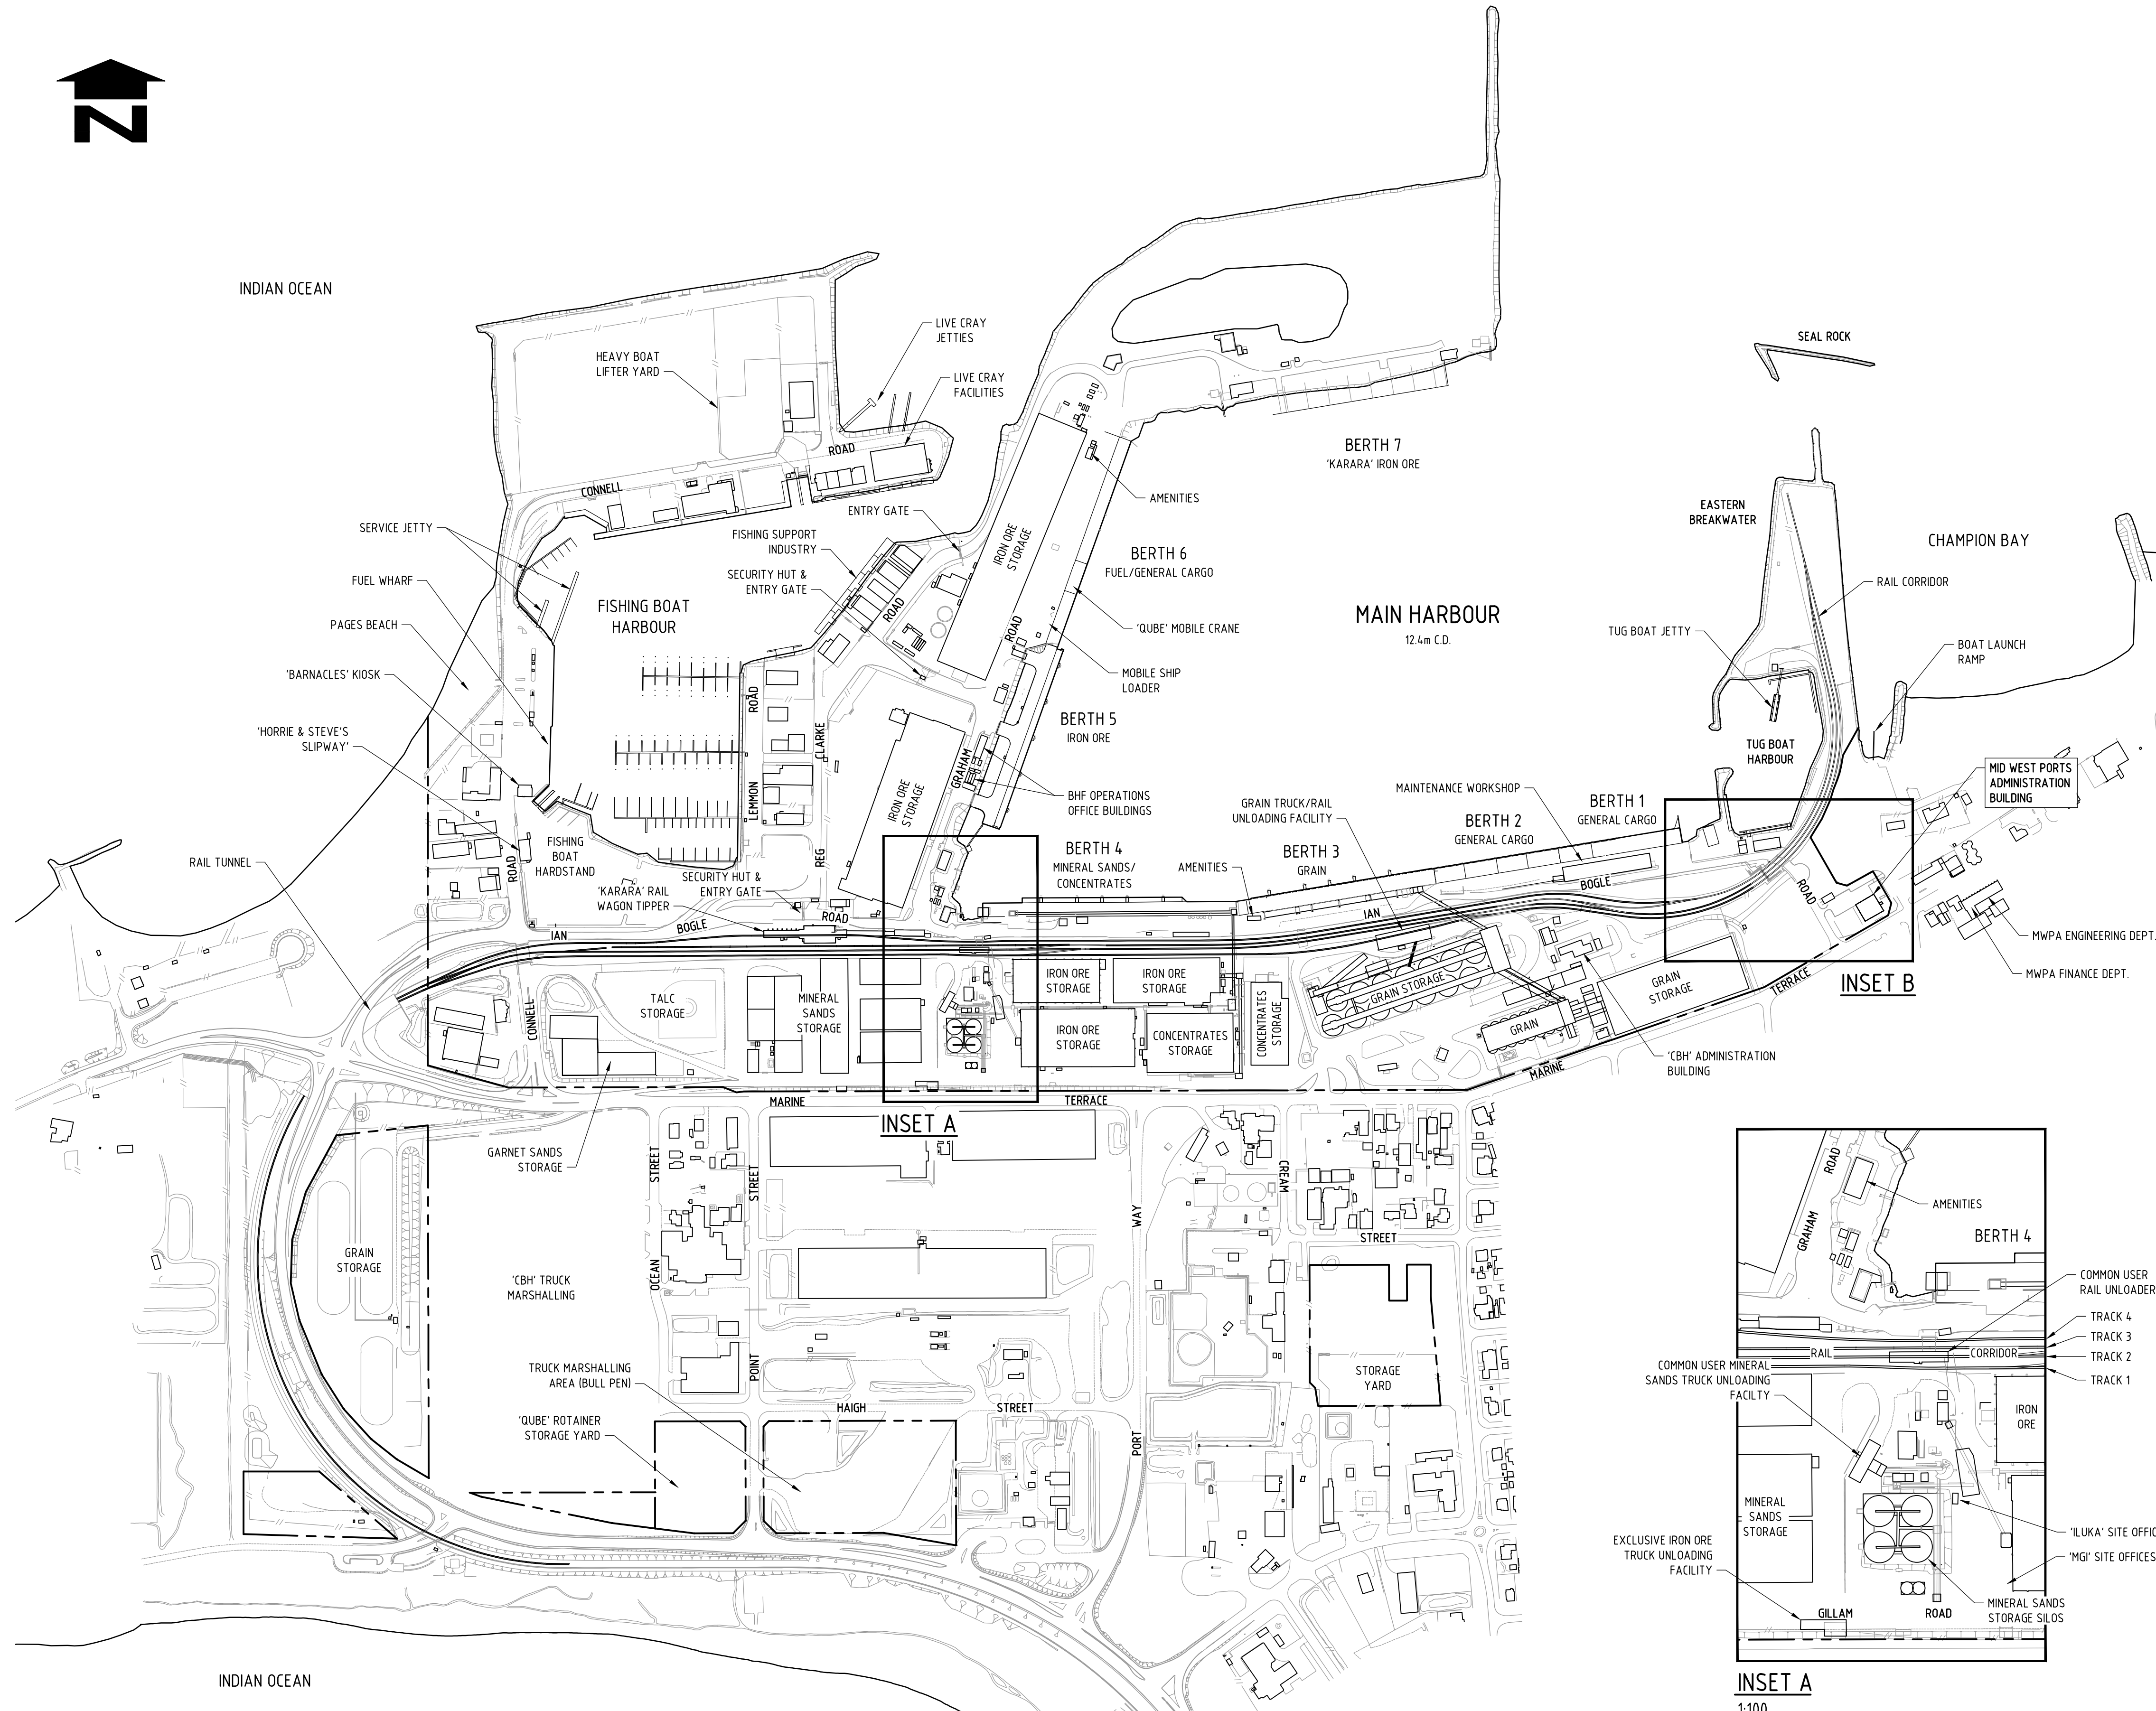 N
INDIAN OCEAN
HEAVY BOAT
LIFTER YARD
LIVE CRAY
JETTIES
LIVE CRAY
FACILITIES
SEAL ROCK
CONNELL
ROAD
BERTH 7
'KARARA' IRON ORE
AMENITIES
ENTRY GATE
IRON ORE
STORAGE
EASTERN
BREAKWATER
CHAMPION BAY
SERVICE JETTY
FISHING SUPPORT
INDUSTRY
SECURITY HUT &
ENTRY GATE
ROAD
BERTH 6
FUEL/GENERAL CARGO
FUEL WHARF
FISHING BOAT
HARBOUR
RAIL CORRIDOR
PAGES BEACH
ROAD
'QUBE' MOBILE CRANE
MAIN HARBOUR
12.4m C.D.
TUG BOAT JETTY
BOAT LAUNCH
RAMP
'BARNACLES' KIOSK
MOBILE SHIP
LOADER
ROAD
'HORRIE & STEVE'S
SLIPWAY'
CLARKE
BERTH 5
IRON ORE
TUG BOAT
HARBOUR
MID WEST PORTS
ADMINISTRATION
BUILDING
GRAHAM
LEMMON
IRON ORE
STORAGE
BHF OPERATIONS
OFFICE BUILDINGS
GRAIN TRUCK/RAIL
UNLOADING FACILITY
MAINTENANCE WORKSHOP
BERTH 1
GENERAL CARGO
BERTH 2
GENERAL CARGO
RAIL TUNNEL
ROAD
FISHING
BOAT
HARDSTAND
REG
SECURITY HUT &
ENTRY GATE
'KARARA' RAIL
WAGON TIPPER
BERTH 4
MINERAL SANDS/
CONCENTRATES
AMENITIES
BERTH 3
GRAIN
IAN
BOGLE
ROAD
IAN
BOGLE
ROAD
MWPA ENGINEERING DEPT.
MWPA FINANCE DEPT.
INSET B
CONNELL
TALC
STORAGE
MINERAL
SANDS
STORAGE
IRON ORE
STORAGE
IRON ORE
STORAGE
IRON ORE
STORAGE
CONCENTRATES
STORAGE
CONCENTRATES
STORAGE
GRAIN STORAGE
GRAIN
GRAIN
STORAGE
TERRACE
MARINE
'CBH' ADMINISTRATION
BUILDING
MARINE
TERRACE
INSET A
GARNET SANDS
STORAGE
STREET
STREET
OCEAN
POINT
WAY
PORT
CREAM
STREET
GRAIN
STORAGE
'CBH' TRUCK
MARSHALLING
TRUCK MARSHALLING
AREA (BULL PEN)
'QUBE' ROTAINER
STORAGE YARD
HAIGH
STREET
STORAGE
YARD
INDIAN OCEAN
ROAD
GRAHAM
AMENITIES
BERTH 4
COMMON USER
RAIL UNLOADER
TRACK 4
TRACK 3
TRACK 2
TRACK 1
RAIL
CORRIDOR
COMMON USER MINERAL
SANDS TRUCK UNLOADING
FACILTY
IRON
ORE
MINERAL
SANDS
STORAGE
EXCLUSIVE IRON ORE
TRUCK UNLOADING
FACILITY
'ILUKA' SITE OFFIC
'MGI' SITE OFFICES
MINERAL SANDS
STORAGE SILOS
GILLAM
ROAD
INSET A
1:100